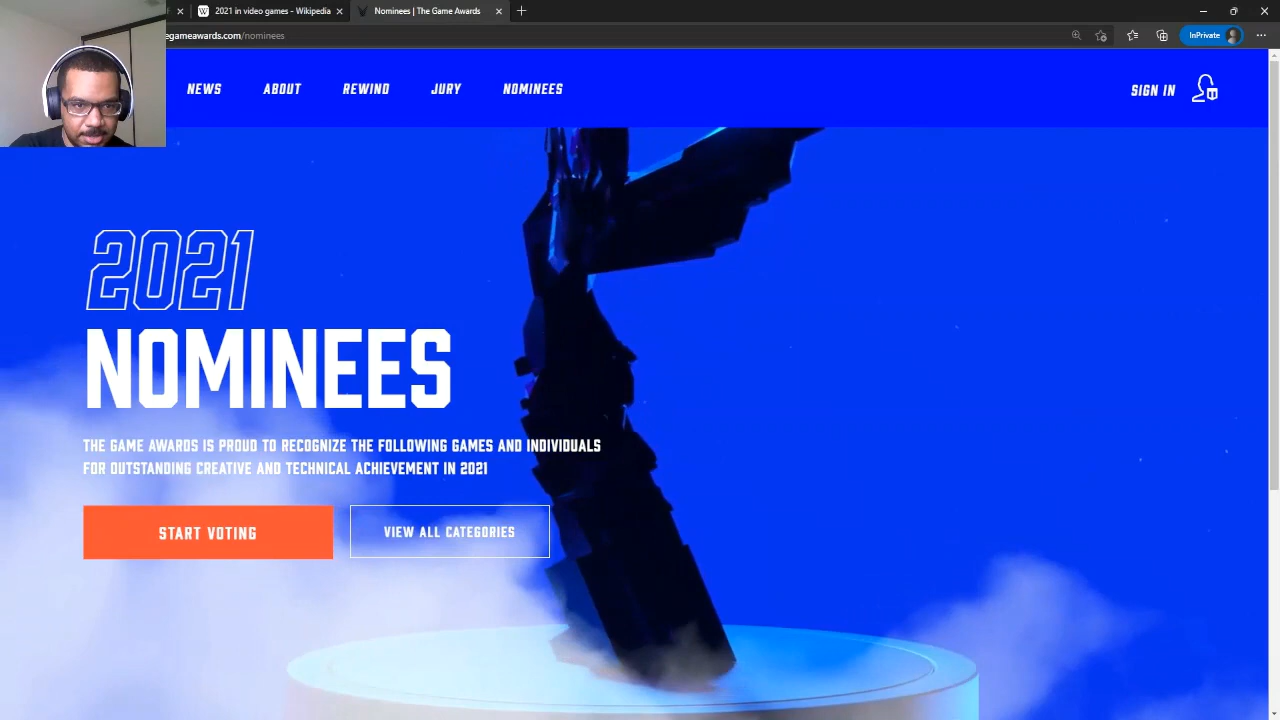 2021 in video games - Wikipedia
Nominees | The Game Awards
egameawards.com/nominees
InPrivate
NEWS
ABOUT
REWIND
JURY
NOMINEES
SIGN IN
2021
NOMINEES
THE GAME AWARDS IS PROUD TO RECOGNIZE THE FOLLOWING GAMES AND INDIVIDUALS
FOR OUTSTANDING CREATIVE AND TECHNICAL ACHIEVEMENT IN 2021
START VOTING
VIEW ALL CATEGORIES